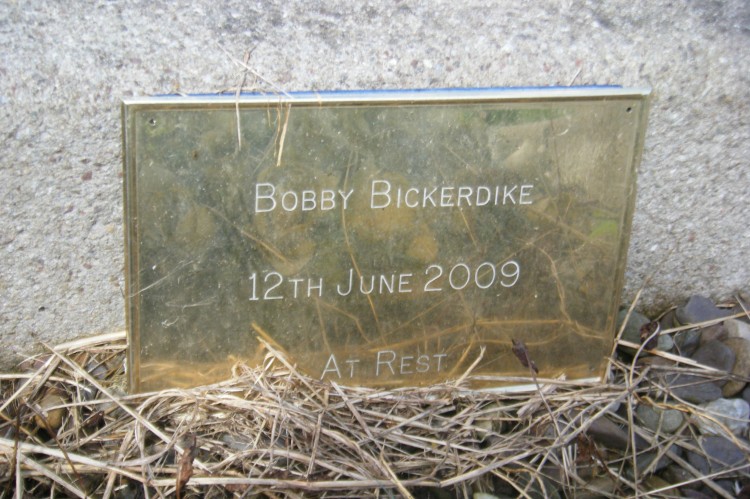 BOBBY BICKERDIKE
12TH JUNE 2009
AT REST